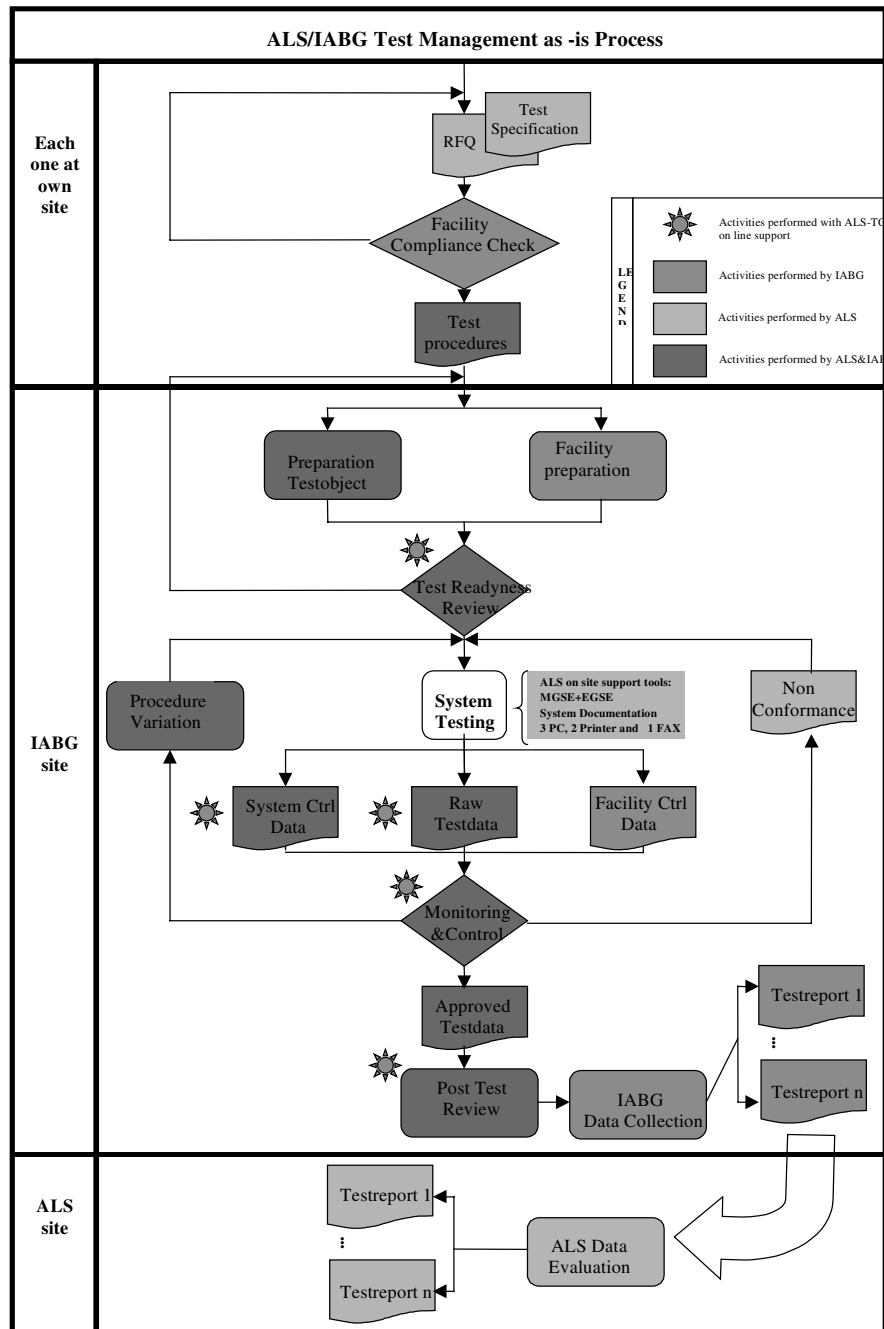 ALS/IABG Test Management as -is Process
Each
one at
own
site
Test
Specification
RFQ
Facility
Compliance Check
Test
procedures
LE
G
E
N
D
Activities performed with ALS-TO
on line support
Activities performed by IABG
Activities performed by ALS
Activities performed by ALS&IAB
IABG
site
Preparation
Testobject
Facility
preparation
Test Readyness
Review
Procedure
Variation
System
Testing
ALS on site support tools:
MGSE+EGSE
System Documentation
3 PC, 2 Printer and 1 FAX
Non
Conformance
System Ctrl
Data
Raw
Testdata
Facility Ctrl
Data
Monitoring
&Control
Approved
Testdata
Post Test
Review
IABG
Data Collection
Testreport 1
...
Testreport n
ALS
site
Testreport 1
...
Testreport n
ALS Data
Evaluation